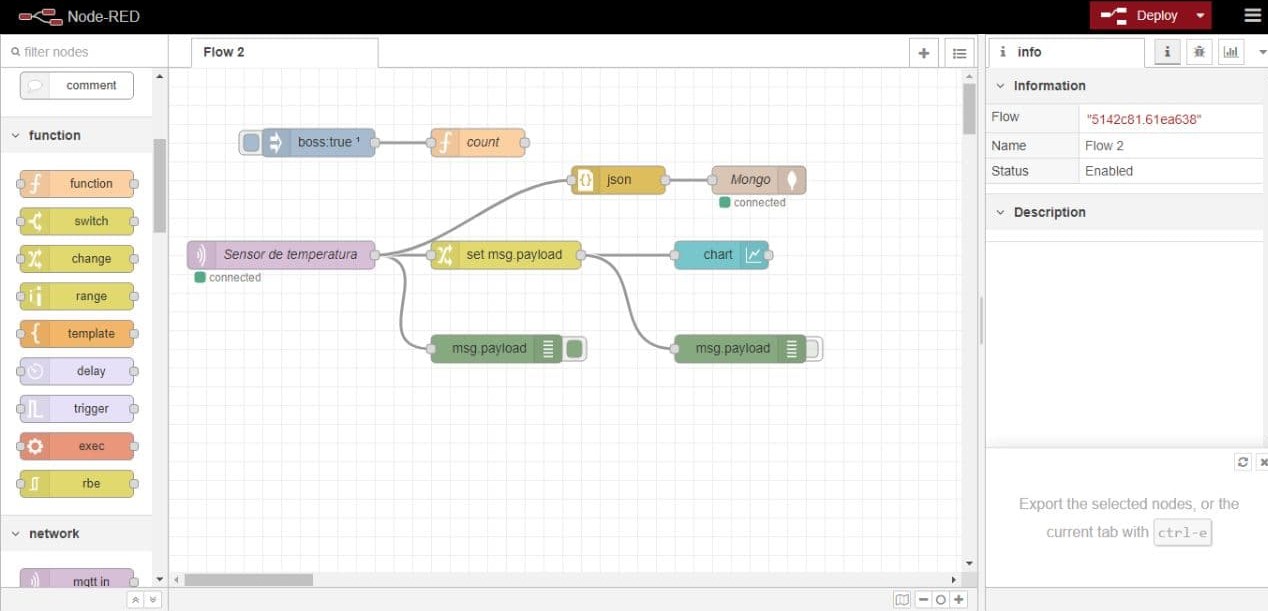 Node-RED
Deploy
filter nodes
Flow 2
info
comment
function
function
switch
change
range
template
delay
trigger
exec
rbe
network
mqtt in
boss:true ¹
count
json
Mongo
connected
Sensor de temperatura
connected
set msg.payload
chart
msg.payload
msg.payload
Information
Flow "5142c81.61ea638"
Name Flow 2
Status Enabled
Description
Export the selected nodes, or the
current tab with ctrl-e